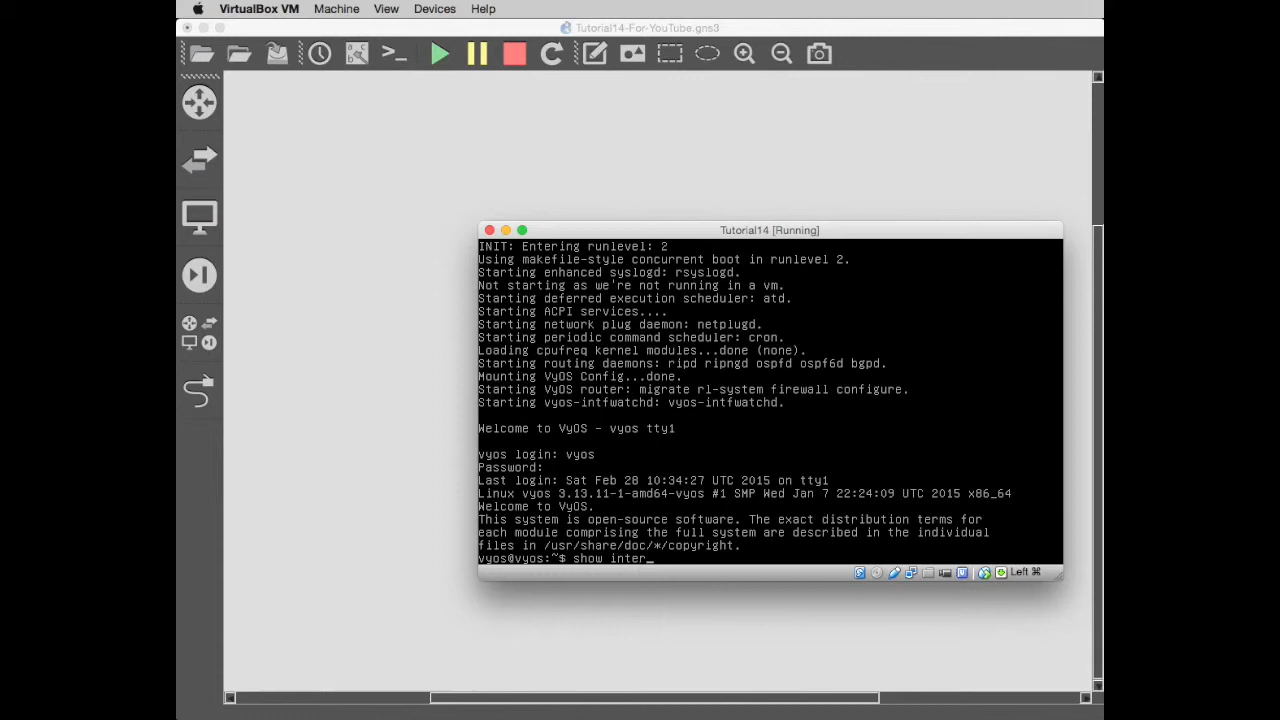 VirtualBox VM Machine View Devices Help
Tutorial14-For-YouTube.gns3
Tutorial14 [Running]
INIT: Entering runlevel: 2
Using makefile-style concurrent boot in runlevel 2.
Starting enhanced syslogd: rsyslogd.
Not starting as we're not running in a vm.
Starting deferred execution scheduler: atd.
Starting ACPI services....
Starting network plug daemon: netplugd.
Starting periodic command scheduler: cron.
Loading cpufreq kernel modules...done (none).
Starting routing daemons: ripd ripngd ospfd ospf6d bgpd.
Mounting VyOS Config...done.
Starting VyOS router: migrate rl-system firewall configure.
Starting vyos-intfwatchd: vyos-intfwatchd.
Welcome to VyOS - vyos tty1
vyos login: vyos
Password:
Last login: Sat Feb 28 10:34:27 UTC 2015 on tty1
Linux vyos 3.13.11-1-amd64-vyos #1 SMP Wed Jan 7 22:24:09 UTC 2015 x86_64
Welcome to VyOS.
This system is open-source software. The exact distribution terms for
each module comprising the full system are described in the individual
files in /usr/share/doc/*/copyright.
vyos@vyos:~$ show inter_
Left ⌘